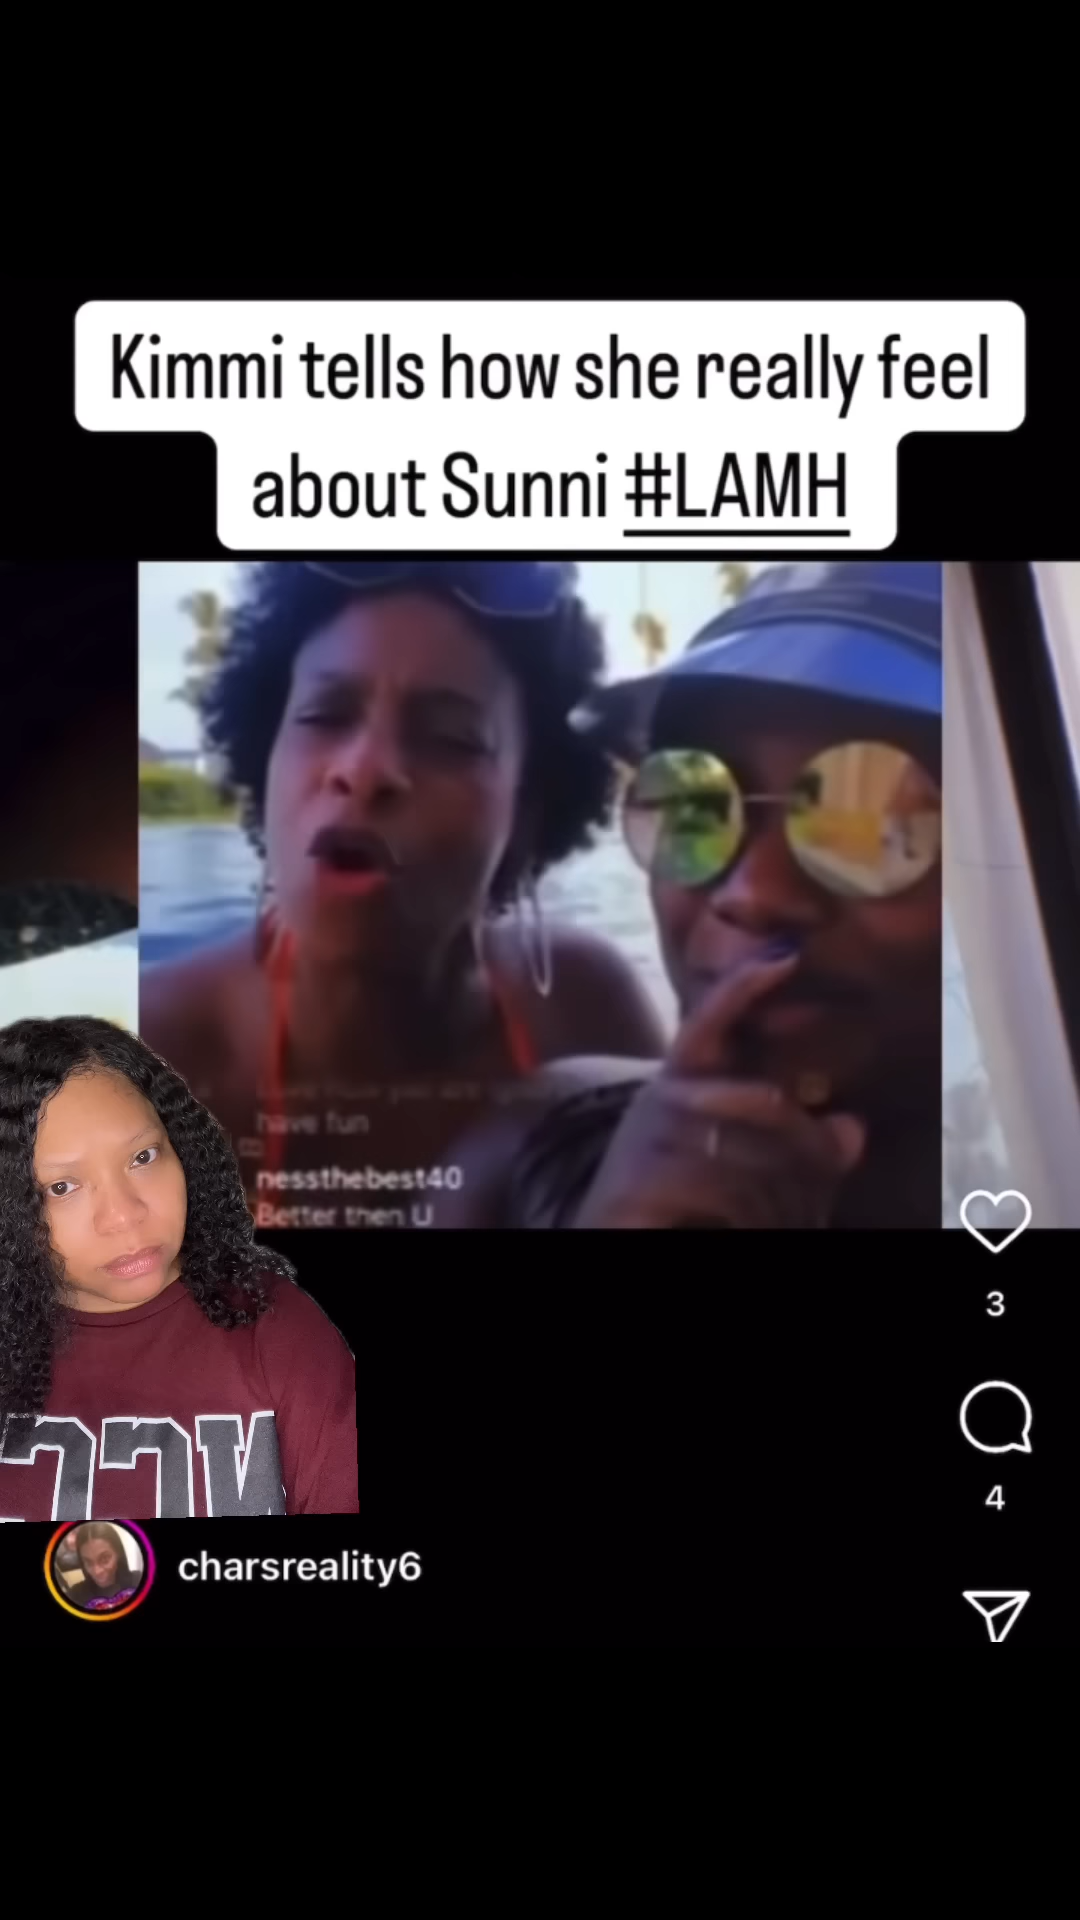 Kimmi tells how she really feel
about Sunni #LAMH
have fun
nessthebest40
Better then U
3
4
charsreality6